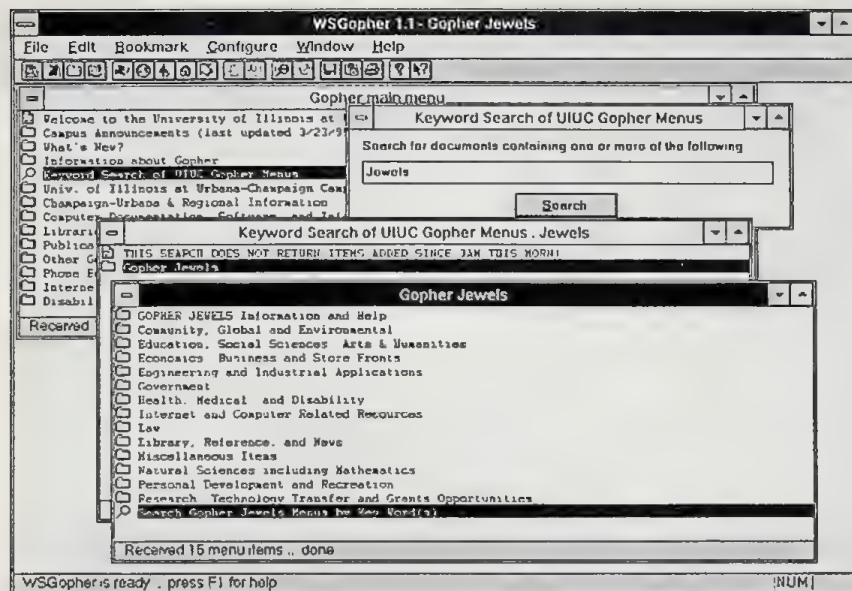 WSGopher 1.1 - Gopher Jewels
File Edit Bookmark Configure Window Help
Gopher main menu
Welcome to the University of Illinois at
Campus Announcements (last updated 3/23/9
What's New?
Information about Gopher
Keyword Search of UIUC Gopher Menus
Univ. of Illinois at Urbana-Champaign Cam
Champaign-Urbana & Regional Information
Computer Documentation, Software, and Inf
Librari
Publica
Other G
Phone B
Interne
Disabil
Received
Keyword Search of UIUC Gopher Menus
Search for documents containing one or more of the following
Jewels
Search
Keyword Search of UIUC Gopher Menus . Jewels
THIS SEARCH DOES NOT RETURN ITEMS ADDED SINCE 3AM THIS MORNI
Gopher Jewels
Gopher Jewels
GOPHER JEWELS Information and Help
Community, Global and Environmental
Education, Social Sciences Arts & Humanities
Economics Business and Store Fronts
Engineering and Industrial Applications
Government
Health, Medical and Disability
Internet and Computer Related Resources
Law
Library, Reference, and News
Miscellaneous Items
Natural Sciences including Mathematics
Personal Development and Recreation
Research Technology Transfer and Grants Opportunities
Search Gopher Jewels Menus by Key Word(s)
Received 15 menu items .. done
WSGopher is ready .. press F1 for help
NUM